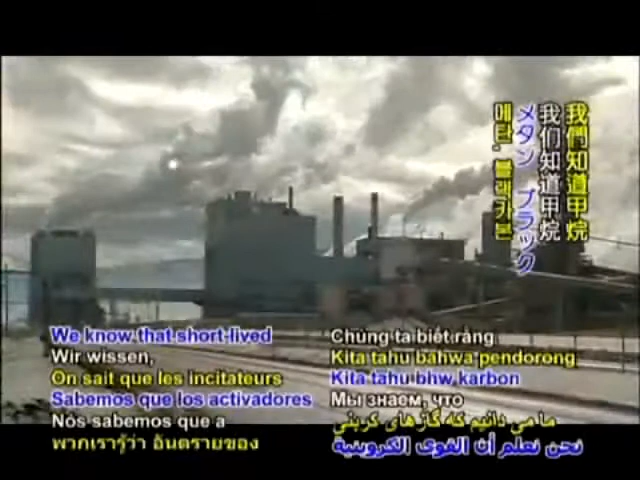 我們知道甲烷
我们知道甲烷
メタン ブラック
메탄, 블랙카본
We know that short-lived
Wir wissen,
On sait que les incitateurs
Sabemos que los activadores
Nós sabemos que a
พวกเรารู้ว่า อันตรายของ
Chúng ta biết rằng
Kita tahu bahwa pendorong
Kita tahu bhw karbon
Мы знаем, что
ما می دانیم که گازهای کربنی
نحن نعلم أن القوى الكربونية